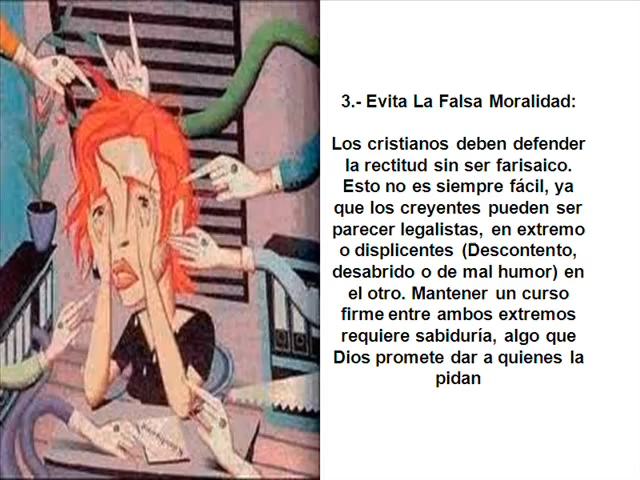 3.- Evita La Falsa Moralidad:
Los cristianos deben defender
la rectitud sin ser farisaico.
Esto no es siempre fácil, ya
que los creyentes pueden ser
parecer legalistas, en extremo
o displicentes (Descontento,
desabrido o de mal humor) en
el otro. Mantener un curso
firme entre ambos extremos
requiere sabiduría, algo que
Dios promete dar a quienes la
pidan